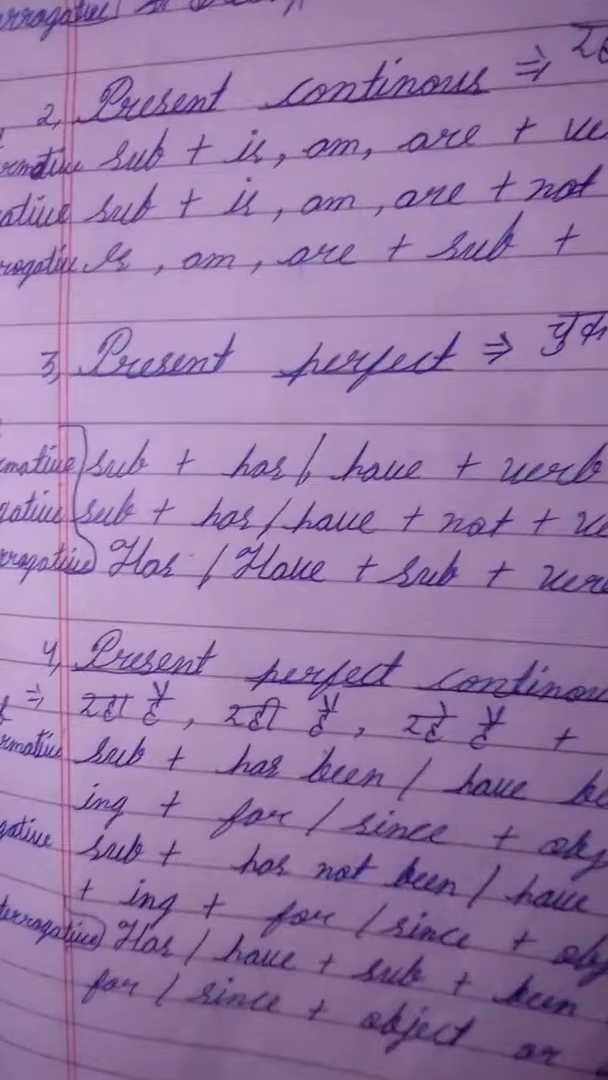 2, Present continous ⇒
sub + is, am, are +
sub + is, am, are + not
Is, am, are + sub +
3, Present perfect ⇒
sub + has / have + verb
sub + has / have + not +
Has / Have + sub +
4, Present perfect
⇒ रहा है, रही है, रहे है +
sub + has been / have
ing + for / since +
sub + has not been / have
+ ing + for / since +
Has / have + sub + been
for / since + object or